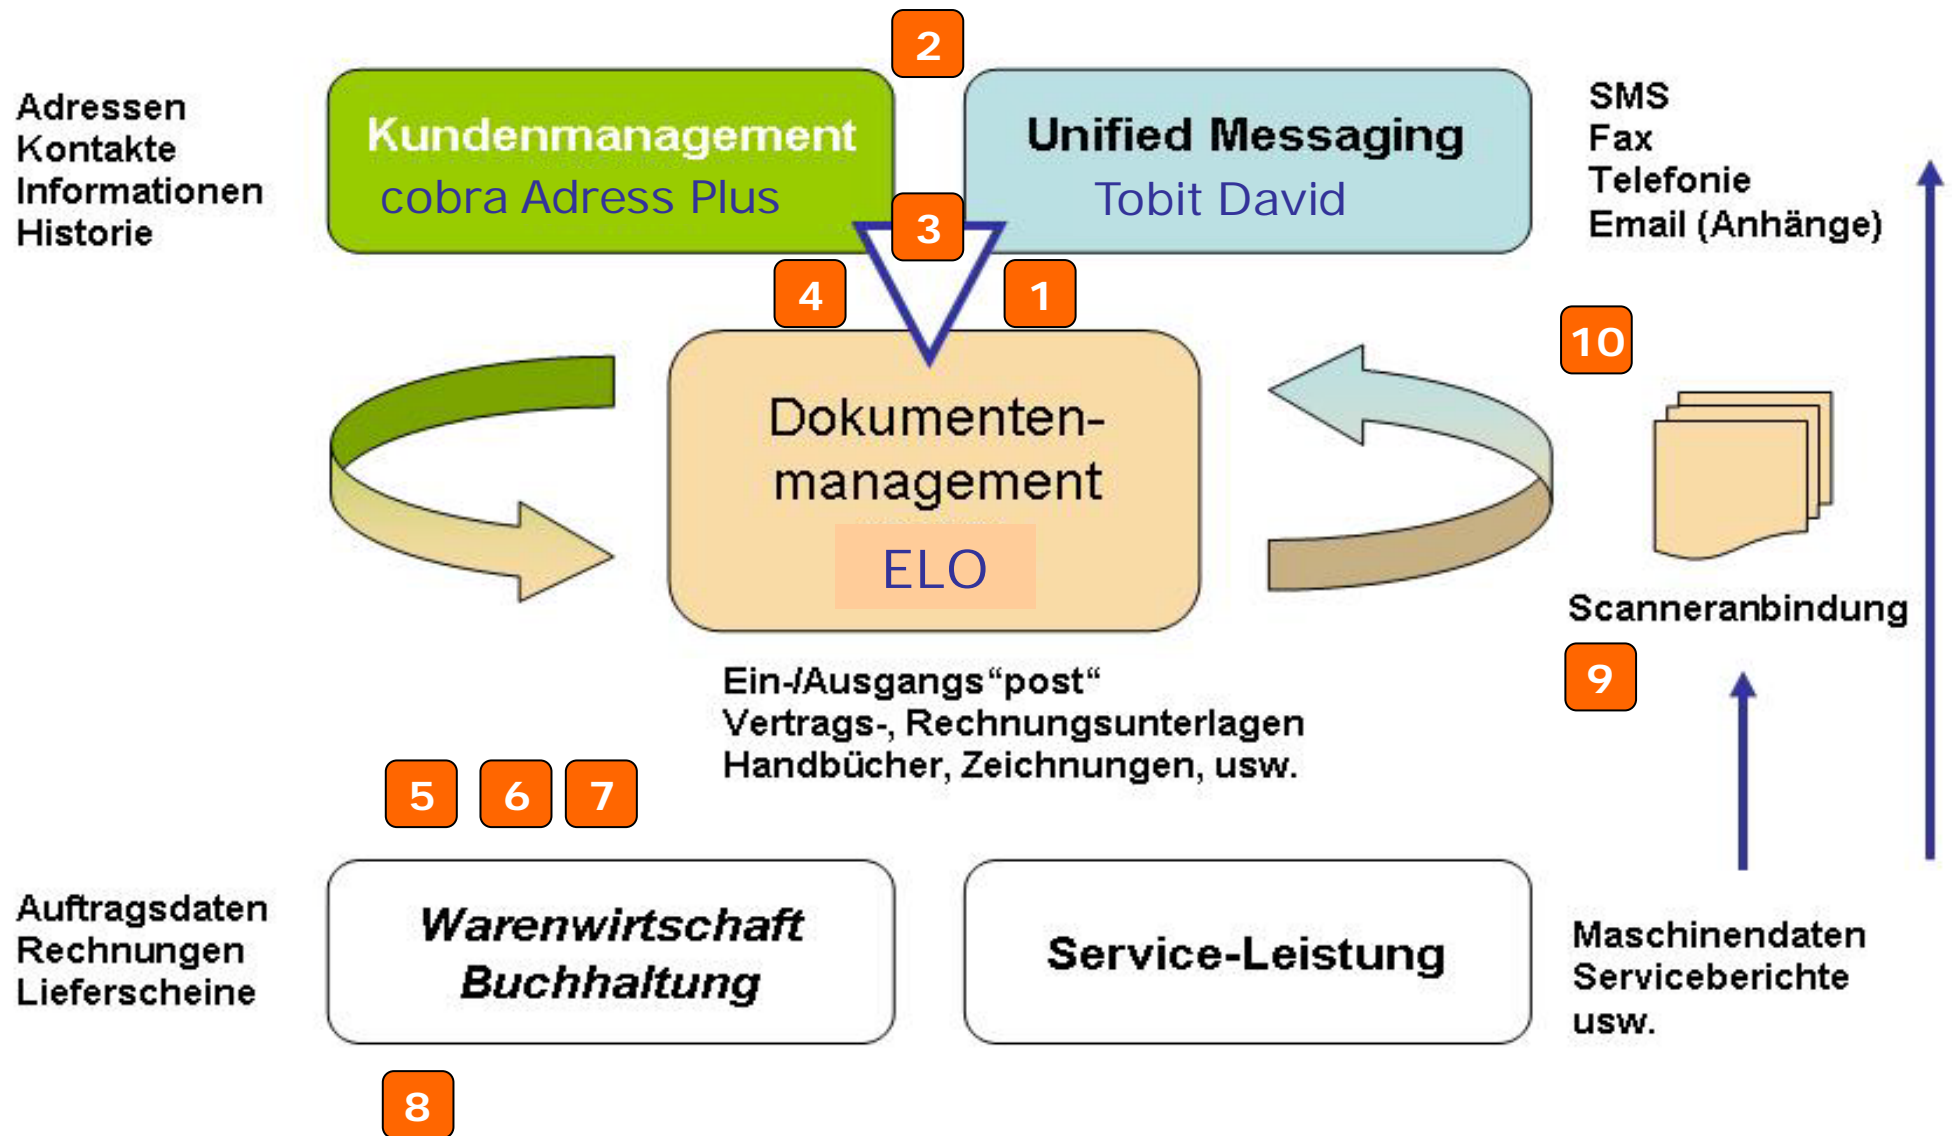 2
Adressen
Kontakte
Informationen
Historie
Kundenmanagement
cobra Adress Plus
Unified Messaging
Tobit David
SMS
Fax
Telefonie
Email (Anhänge)
3
4
1
10
Dokumenten-
management
ELO
Scanneranbindung
9
Ein-/Ausgangs“post“
Vertrags-, Rechnungsunterlagen
Handbücher, Zeichnungen, usw.
5 6 7
Auftragsdaten
Rechnungen
Lieferscheine
Warenwirtschaft
Buchhaltung
Service-Leistung
Maschinendaten
Serviceberichte
usw.
8